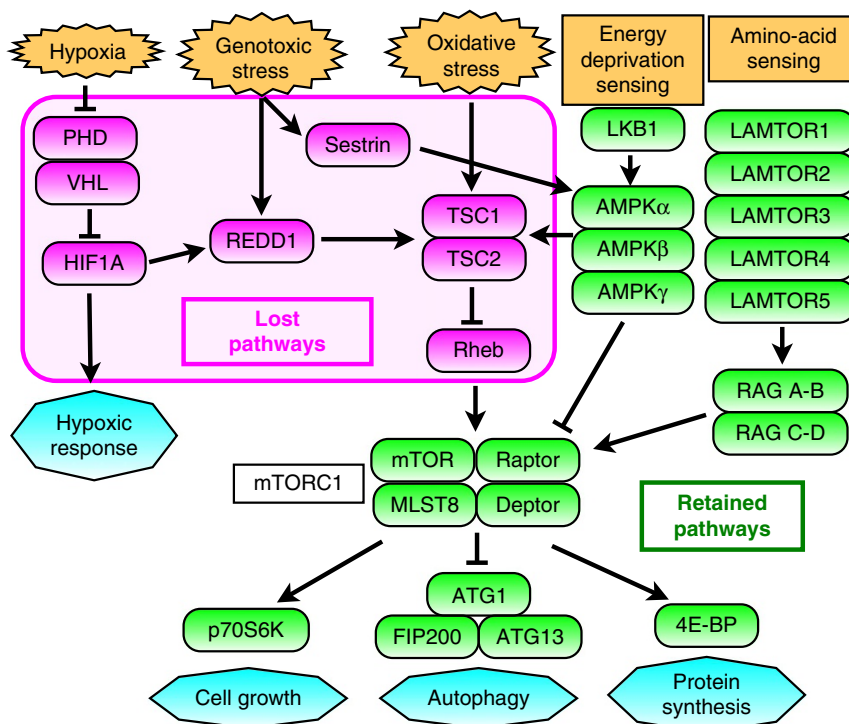 Hypoxia
Genotoxic
stress
Oxidative
stress
Energy
deprivation
sensing
Amino-acid
sensing
PHD
VHL
HIF1A
Sestrin
REDD1
TSC1
TSC2
Rheb
Lost
pathways
LKB1
AMPKα
AMPKβ
AMPKγ
LAMTOR1
LAMTOR2
LAMTOR3
LAMTOR4
LAMTOR5
RAG A-B
RAG C-D
Hypoxic
response
mTORC1
mTOR
Raptor
MLST8
Deptor
Retained
pathways
p70S6K
ATG1
FIP200
ATG13
4E-BP
Cell growth
Autophagy
Protein
synthesis